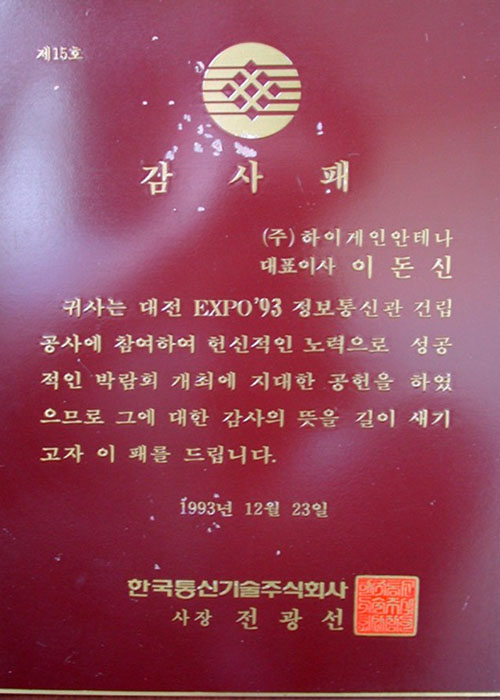 제15호
감 사 패
(주) 하이게인안테나
대표이사 이 돈 신
귀사는 대전 EXPO'93 정보통신관 건립
공사에 참여하여 헌신적인 노력으로 성공
적인 박람회 개최에 지대한 공헌을 하였
으므로 그에 대한 감사의 뜻을 길이 새기
고자 이 패를 드립니다.
1993년 12월 23일
한국통신기술주식회사
사장 전 광 선